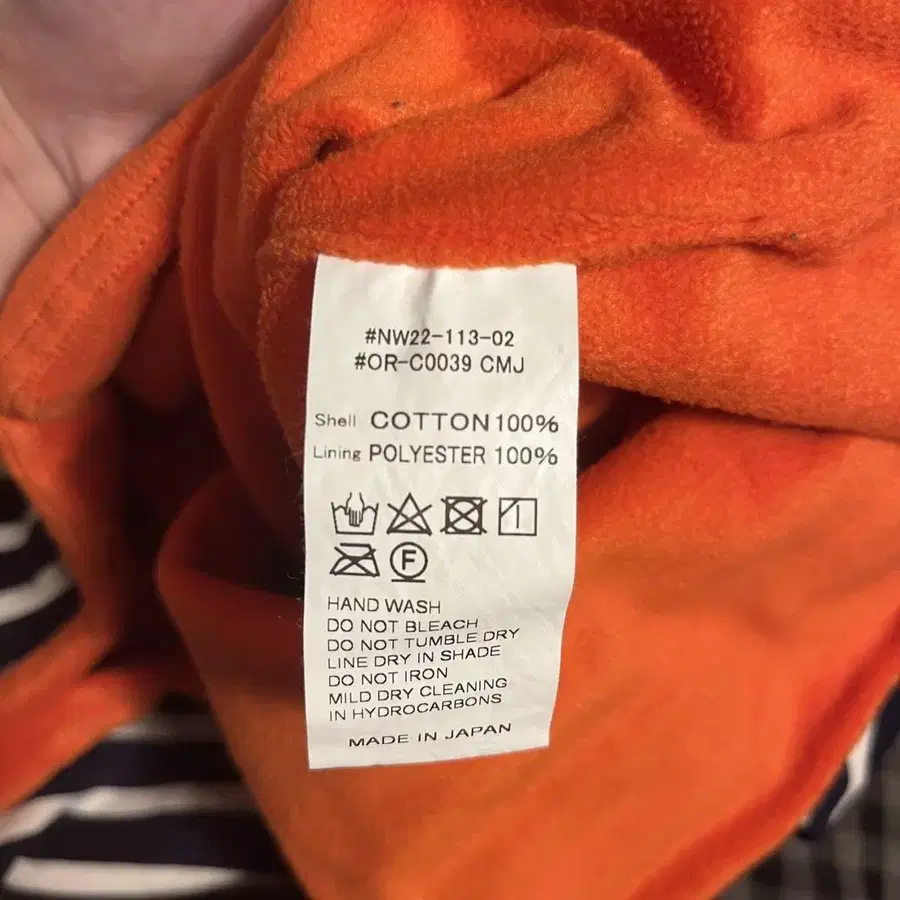 #NW22-113-02
#OR-C0039 CMJ
Shell COTTON 100%
Lining POLYESTER 100%
F
HAND WASH
DO NOT BLEACH
DO NOT TUMBLE DRY
LINE DRY IN SHADE
DO NOT IRON
MILD DRY CLEANING
IN HYDROCARBONS
MADE IN JAPAN